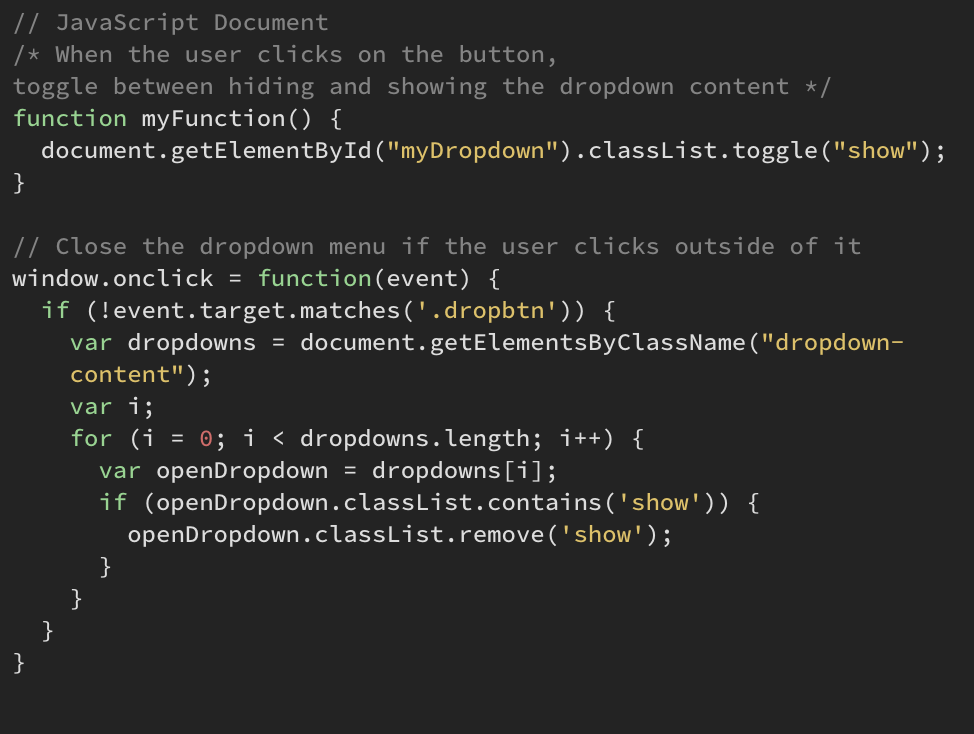 // JavaScript Document
/* When the user clicks on the button,
toggle between hiding and showing the dropdown content */
function myFunction() {
  document.getElementById("myDropdown").classList.toggle("show");
}

// Close the dropdown menu if the user clicks outside of it
window.onclick = function(event) {
  if (!event.target.matches('.dropbtn')) {
    var dropdowns = document.getElementsByClassName("dropdown-
    content");
    var i;
    for (i = 0; i < dropdowns.length; i++) {
      var openDropdown = dropdowns[i];
      if (openDropdown.classList.contains('show')) {
        openDropdown.classList.remove('show');
      }
    }
  }
}